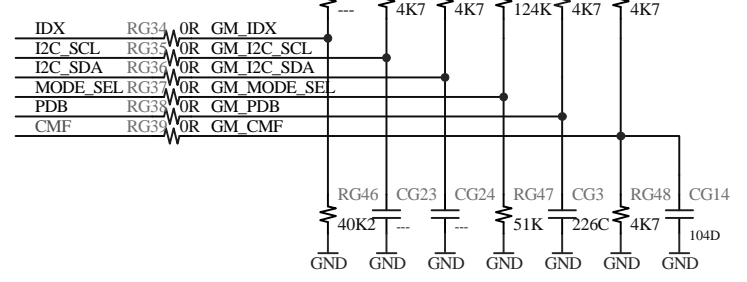 --- 4K7 4K7 124K 4K7 4K7
IDX RG34 0R GM_IDX
I2C_SCL RG35 0R GM_I2C_SCL
I2C_SDA RG36 0R GM_I2C_SDA
MODE_SEL RG37 0R GM_MODE_SEL
PDB RG38 0R GM_PDB
CMF RG39 0R GM_CMF
RG46 CG23 CG24 RG47 CG3 RG48 CG14
40K2 --- --- 51K 226C 4K7 104D
GND GND GND GND GND GND GND